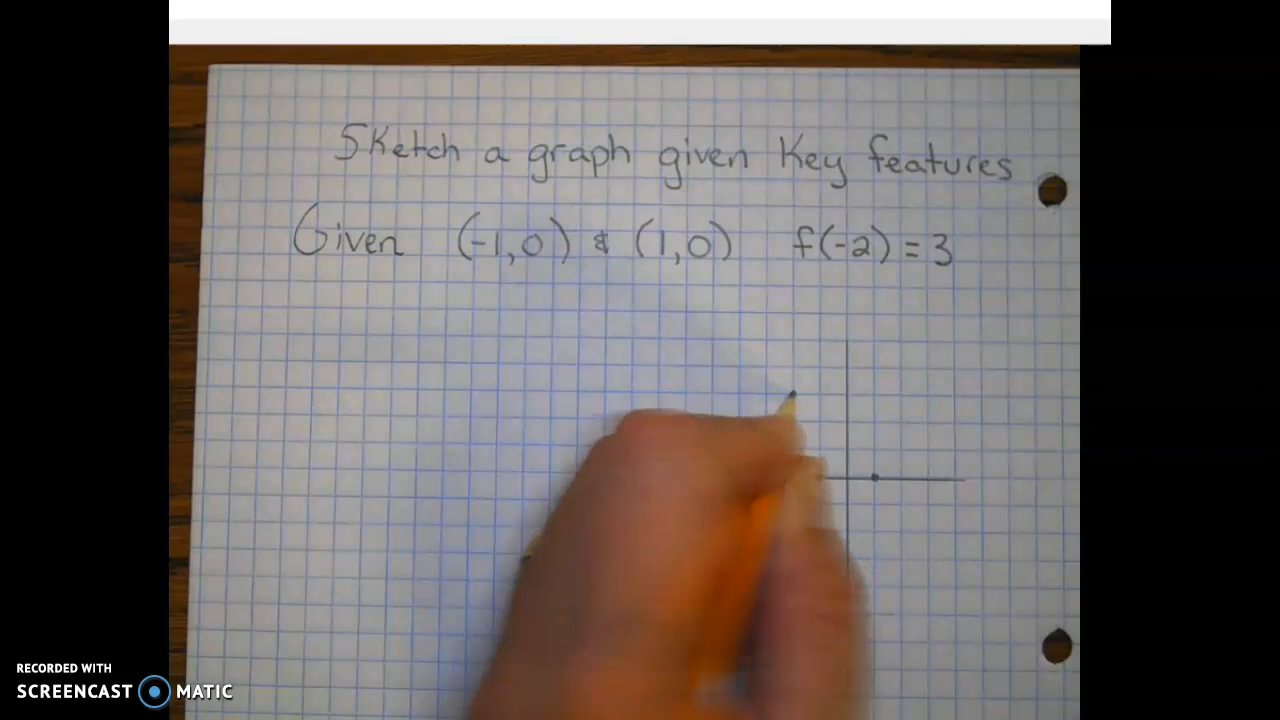 Sketch a graph given key features
Given (-1,0) & (1,0) f(-2) = 3
RECORDED WITH
SCREENCAST MATIC